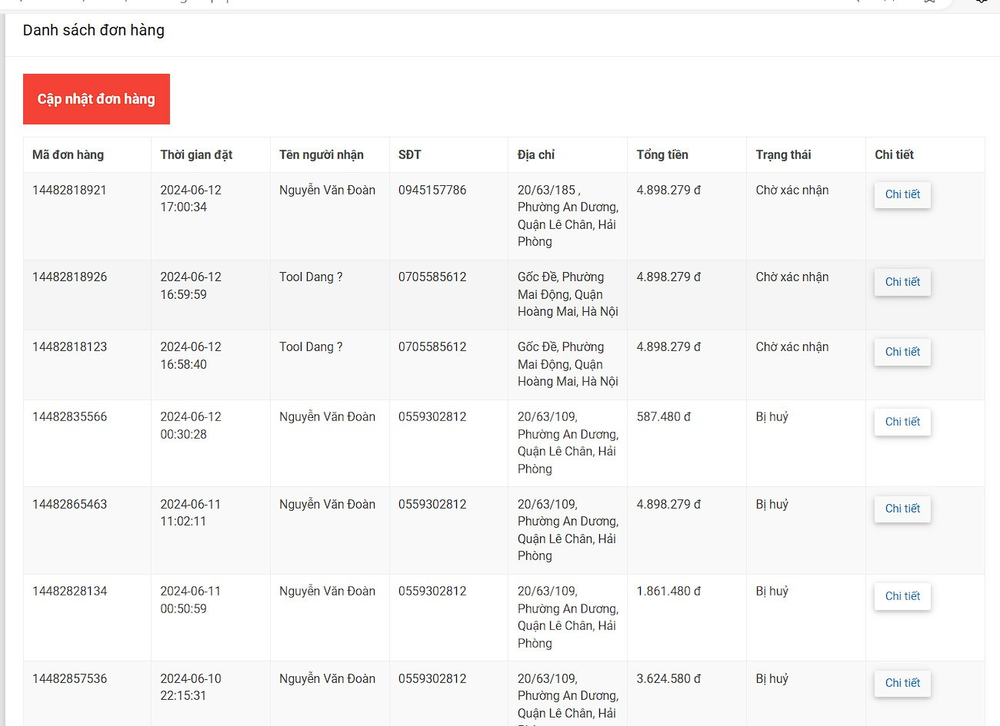 Danh sách đơn hàng
Cập nhật đơn hàng
Mã đơn hàng Thời gian đặt Tên người nhận SĐT Địa chỉ Tổng tiền Trạng thái Chi tiết
14482818921 2024-06-12 Nguyễn Văn Đoàn 0945157786 20/63/185 , 4.898.279 đ Chờ xác nhận Chi tiết
17:00:34 Phường An Dương,
Quận Lê Chân, Hải
Phòng
14482818926 2024-06-12 Tool Dang ? 0705585612 Gốc Đề, Phường 4.898.279 đ Chờ xác nhận Chi tiết
16:59:59 Mai Động, Quận
Hoàng Mai, Hà Nội
14482818123 2024-06-12 Tool Dang ? 0705585612 Gốc Đề, Phường 4.898.279 đ Chờ xác nhận Chi tiết
16:58:40 Mai Động, Quận
Hoàng Mai, Hà Nội
14482835566 2024-06-12 Nguyễn Văn Đoàn 0559302812 20/63/109, 587.480 đ Bị huỷ Chi tiết
00:30:28 Phường An Dương,
Quận Lê Chân, Hải
Phòng
14482865463 2024-06-11 Nguyễn Văn Đoàn 0559302812 20/63/109, 4.898.279 đ Bị huỷ Chi tiết
11:02:11 Phường An Dương,
Quận Lê Chân, Hải
Phòng
14482828134 2024-06-11 Nguyễn Văn Đoàn 0559302812 20/63/109, 1.861.480 đ Bị huỷ Chi tiết
00:50:59 Phường An Dương,
Quận Lê Chân, Hải
Phòng
14482857536 2024-06-10 Nguyễn Văn Đoàn 0559302812 20/63/109, 3.624.580 đ Bị huỷ Chi tiết
22:15:31 Phường An Dương,
Quận Lê Chân, Hải